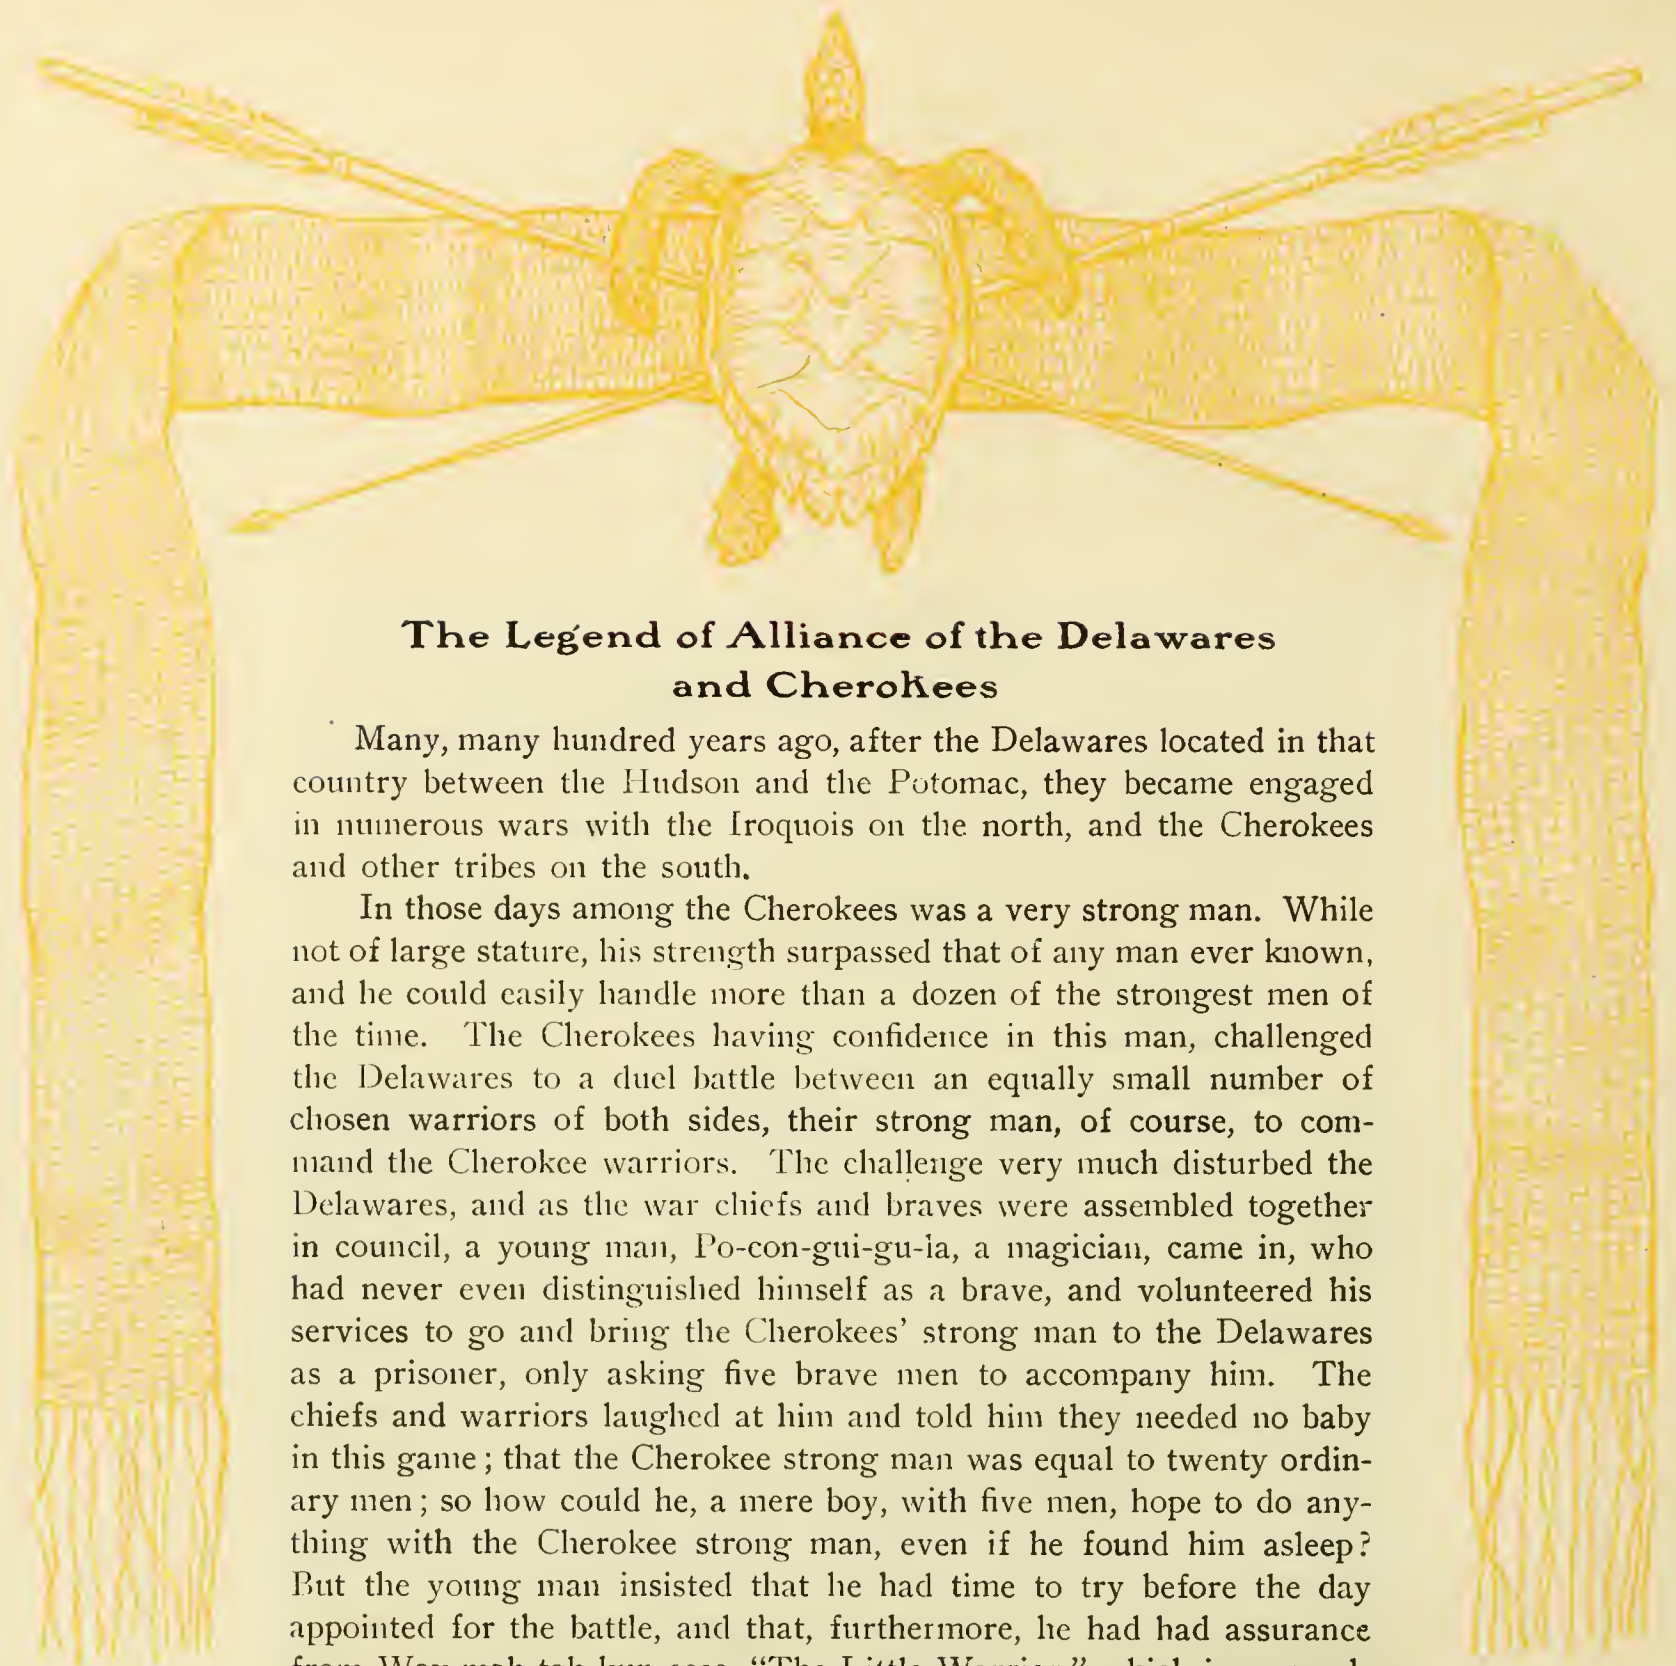 The Legend of Alliance of the Delawares
and Cherokees
Many, many hundred years ago, after the Delawares located in that
country between the Hudson and the Potomac, they became engaged
in numerous wars with the Iroquois on the north, and the Cherokees
and other tribes on the south.
In those days among the Cherokees was a very strong man. While
not of large stature, his strength surpassed that of any man ever known,
and he could easily handle more than a dozen of the strongest men of
the time. The Cherokees having confidence in this man, challenged
the Delawares to a duel battle between an equally small number of
chosen warriors of both sides, their strong man, of course, to com-
mand the Cherokee warriors. The challenge very much disturbed the
Delawares, and as the war chiefs and braves were assembled together
in council, a young man, Po-con-gui-gu-ia, a magician, came in, who
had never even distinguished himself as a brave, and volunteered his
services to go and bring the Cherokees' strong man to the Delawares
as a prisoner, only asking five brave men to accompany him. The
chiefs and warriors laughed at him and told him they needed no baby
in this game; that the Cherokee strong man was equal to twenty ordin-
ary men; so how could he, a mere boy, with five men, hope to do any-
thing with the Cherokee strong man, even if he found him asleep?
But the young man insisted that he had time to try before the day
appointed for the battle, and that, furthermore, he had had assurance
"The Little Warrior"